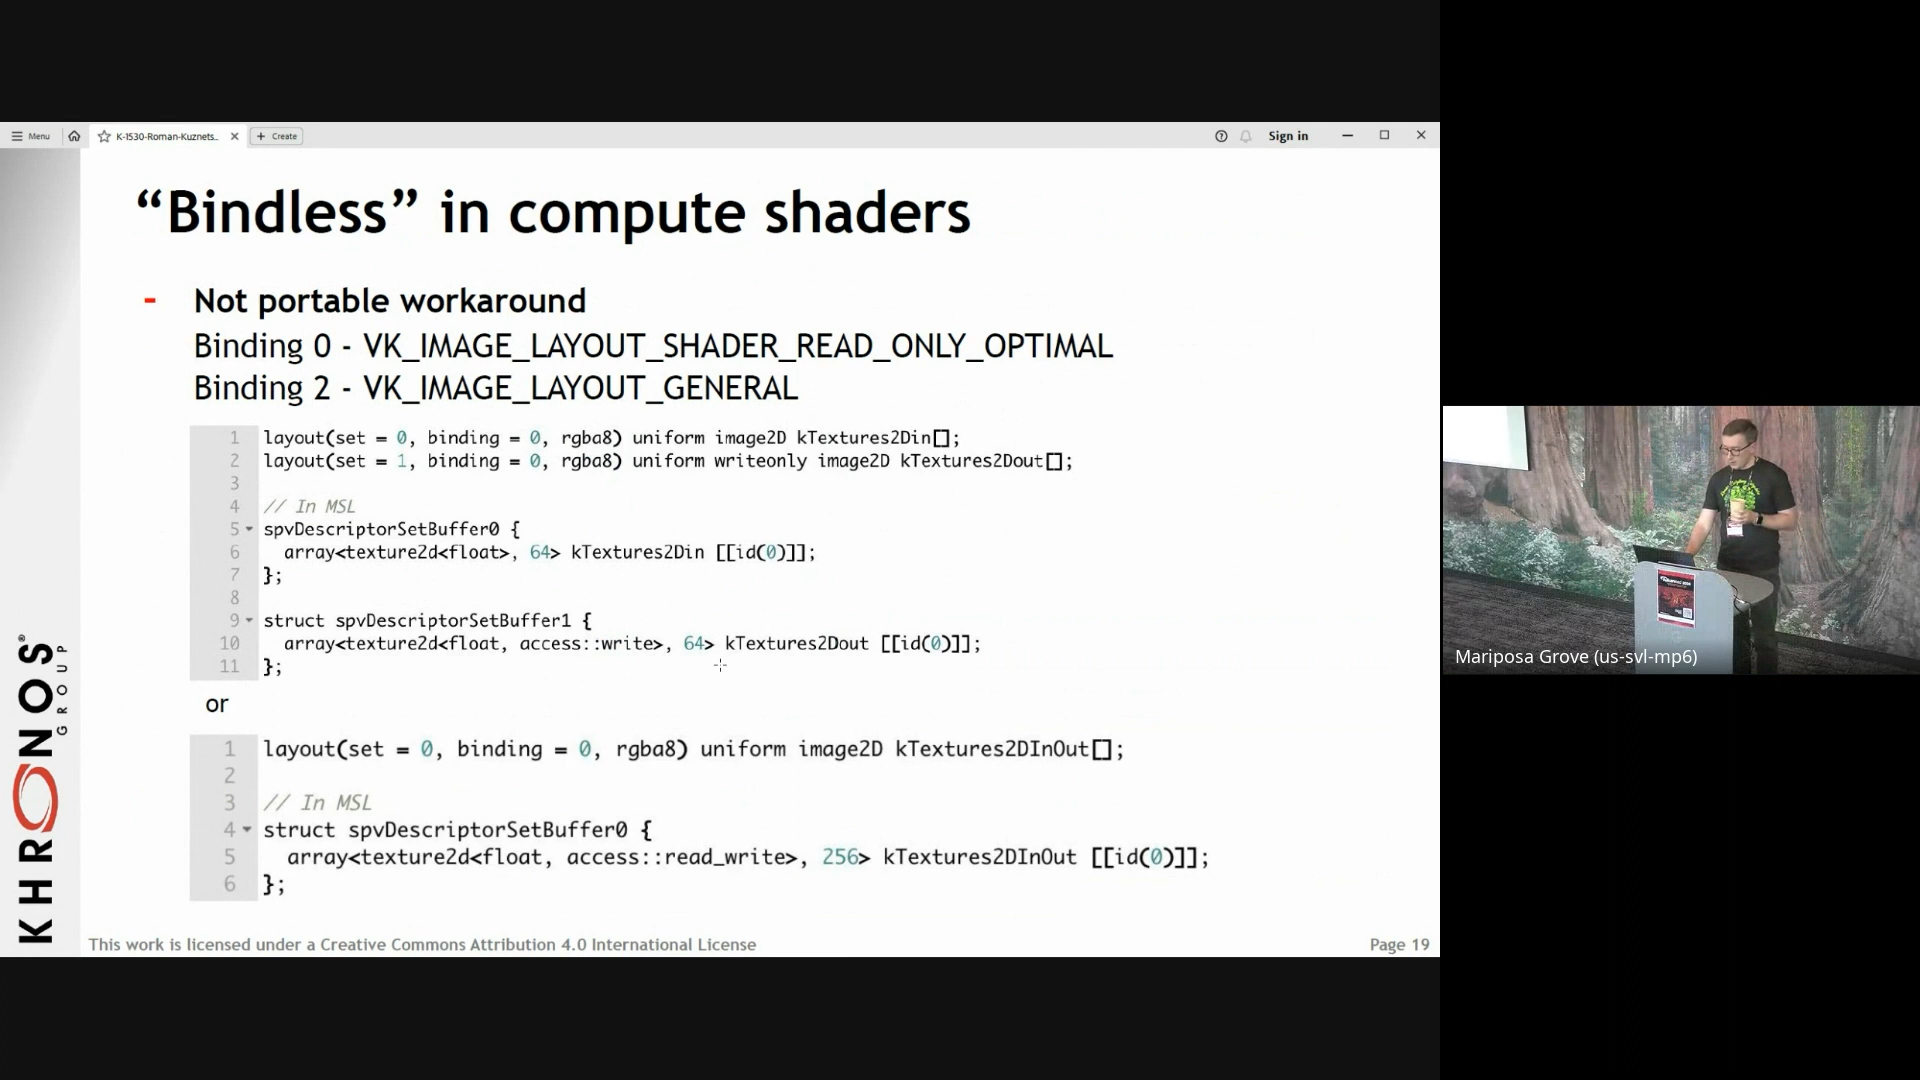 Menu
K-1530-Roman-Kuznets...
+ Create
Sign in
“Bindless” in compute shaders
- Not portable workaround
Binding 0 - VK_IMAGE_LAYOUT_SHADER_READ_ONLY_OPTIMAL
Binding 2 - VK_IMAGE_LAYOUT_GENERAL
1 layout(set = 0, binding = 0, rgba8) uniform image2D kTextures2Din[];
2 layout(set = 1, binding = 0, rgba8) uniform writeonly image2D kTextures2Dout[];
3
4 // In MSL
5 spvDescriptorSetBuffer0 {
6 array<texture2d<float>, 64> kTextures2Din [[id(0)]];
7 };
8
9 struct spvDescriptorSetBuffer1 {
10 array<texture2d<float, access::write>, 64> kTextures2Dout [[id(0)]];
11 };
or
1 layout(set = 0, binding = 0, rgba8) uniform image2D kTextures2DInOut[];
2
3 // In MSL
4 struct spvDescriptorSetBuffer0 {
5 array<texture2d<float, access::read_write>, 256> kTextures2DInOut [[id(0)]];
6 };
KHRONOS®
GROUP
This work is licensed under a Creative Commons Attribution 4.0 International License
Page 19
Mariposa Grove (us-svl-mp6)